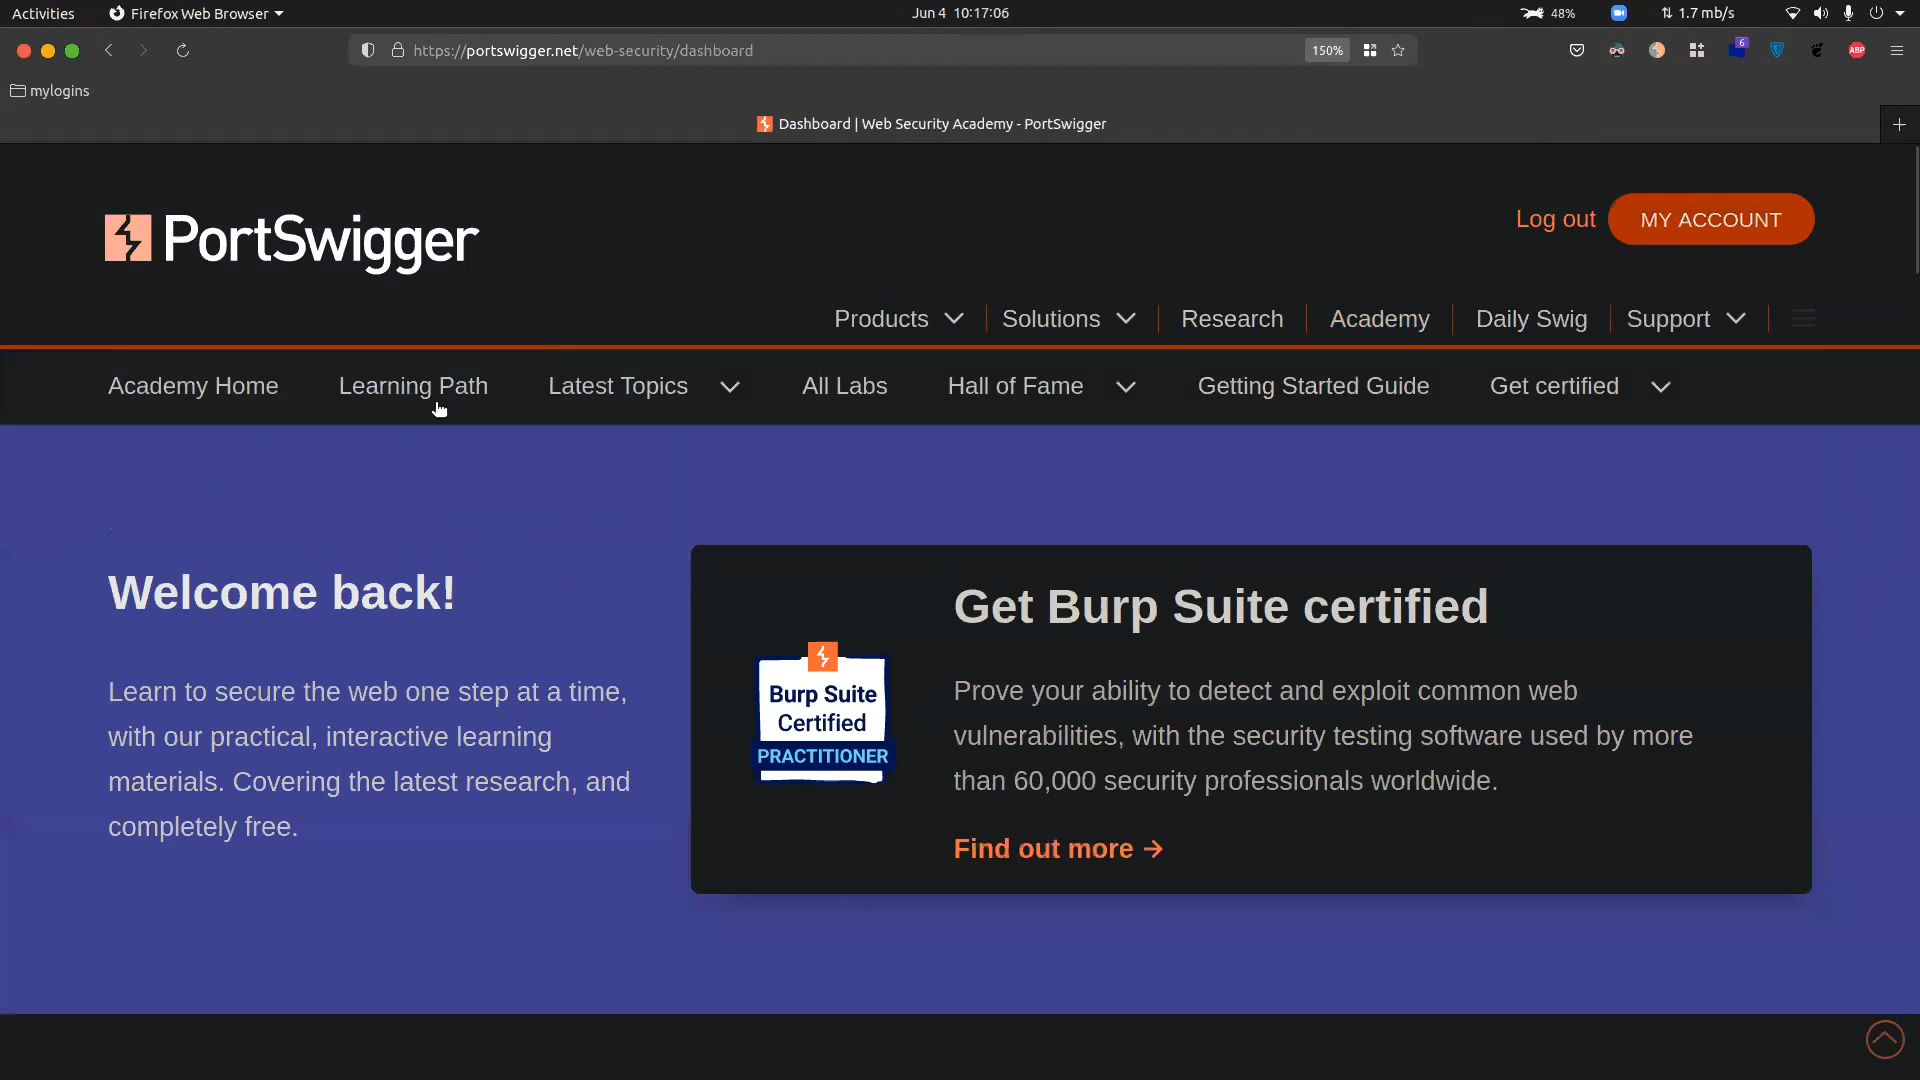 Activities
Firefox Web Browser
Jun 4 10:17:06
48%
1.7 mb/s
https://portswigger.net/web-security/dashboard
150%
6
ABP
mylogins
Dashboard | Web Security Academy - PortSwigger
PortSwigger
Log out
MY ACCOUNT
Products
Solutions
Research
Academy
Daily Swig
Support
Academy Home
Learning Path
Latest Topics
All Labs
Hall of Fame
Getting Started Guide
Get certified
Welcome back!
Learn to secure the web one step at a time,
with our practical, interactive learning
materials. Covering the latest research, and
completely free.
Burp Suite
Certified
PRACTITIONER
Get Burp Suite certified
Prove your ability to detect and exploit common web
vulnerabilities, with the security testing software used by more
than 60,000 security professionals worldwide.
Find out more →